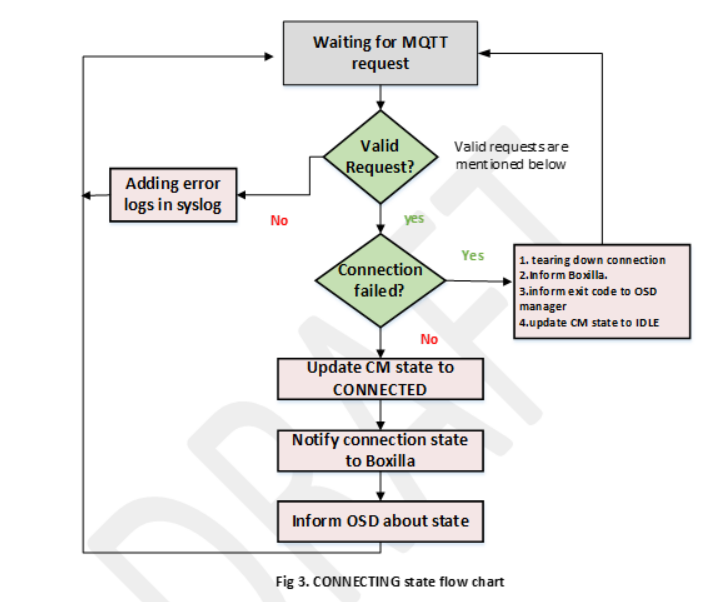 Waiting for MQTT
request
Valid
Request?
Valid requests are
mentioned below
Adding error
logs in syslog
No
yes
Connection
failed?
Yes
1. tearing down connection
2.Inform Boxilla.
3.inform exit code to OSD
manager
4.update CM state to IDLE
No
Update CM state to
CONNECTED
Notify connection state
to Boxilla
Inform OSD about state
Fig 3. CONNECTING state flow chart
DRAFT